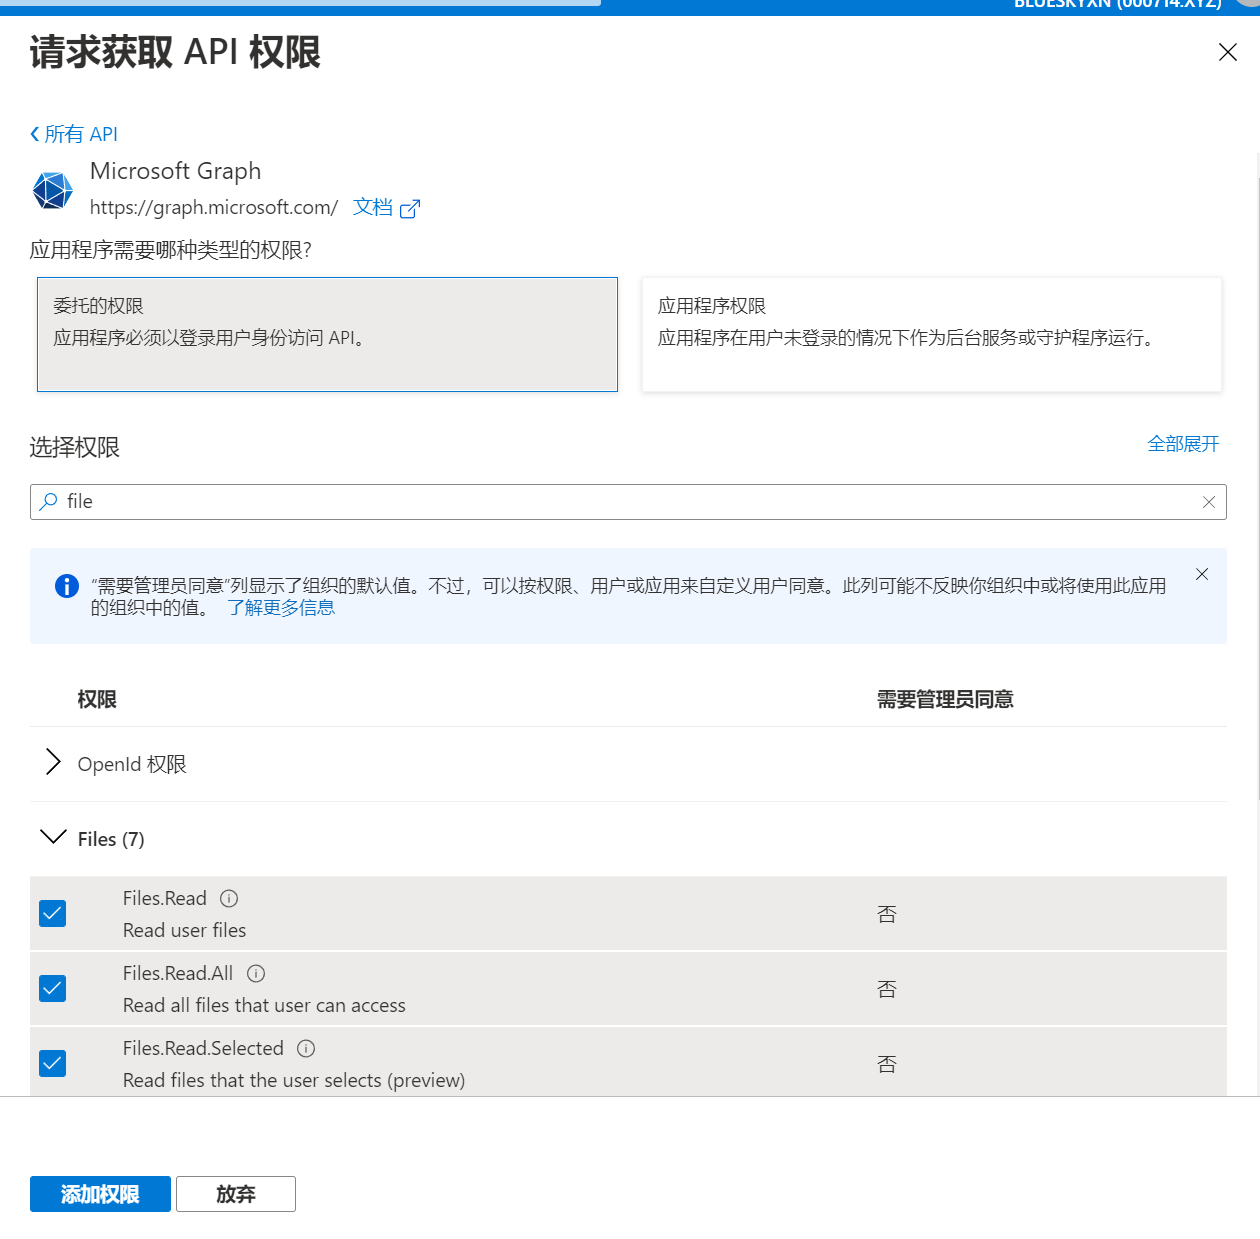 BLUESKYXN (000714.XYZ)
请求获取 API 权限
所有 API
Microsoft Graph
https://graph.microsoft.com/ 文档
应用程序需要哪种类型的权限?
委托的权限
应用程序必须以登录用户身份访问 API。
应用程序权限
应用程序在用户未登录的情况下作为后台服务或守护程序运行。
选择权限
全部展开
file
“需要管理员同意”列显示了组织的默认值。不过，可以按权限、用户或应用来自定义用户同意。此列可能不反映你组织中或将使用此应用
的组织中的值。 了解更多信息
权限 需要管理员同意
OpenId 权限
Files (7)
Files.Read
Read user files
否
Files.Read.All
Read all files that user can access
否
Files.Read.Selected
Read files that the user selects (preview)
否
添加权限 放弃